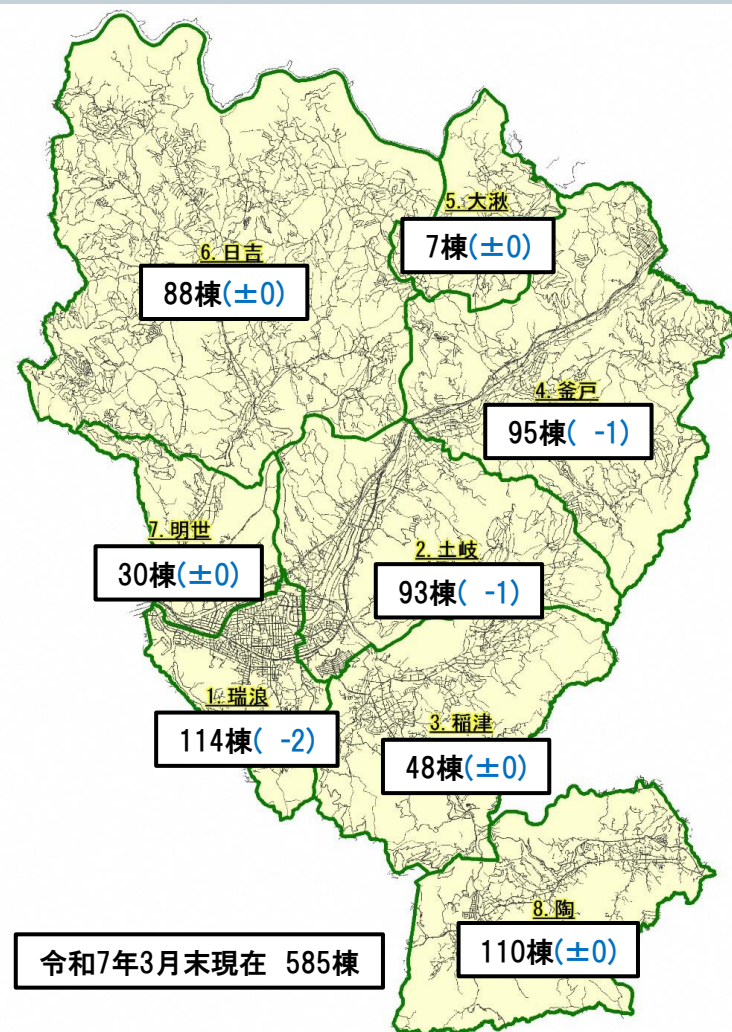 5. 大湫
7棟(±0)
6. 日吉
88棟(±0)
4. 釜戸
95棟( -1)
7. 明世
30棟(±0)
2. 土岐
93棟( -1)
1. 瑞浪
114棟( -2)
3. 稲津
48棟(±0)
8. 陶
110棟(±0)
令和7年3月末現在 585棟